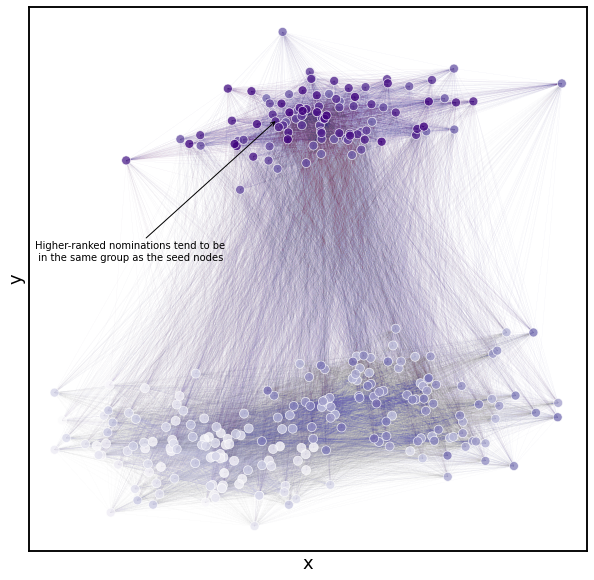 Higher-ranked nominations tend to be
in the same group as the seed nodes
y
x